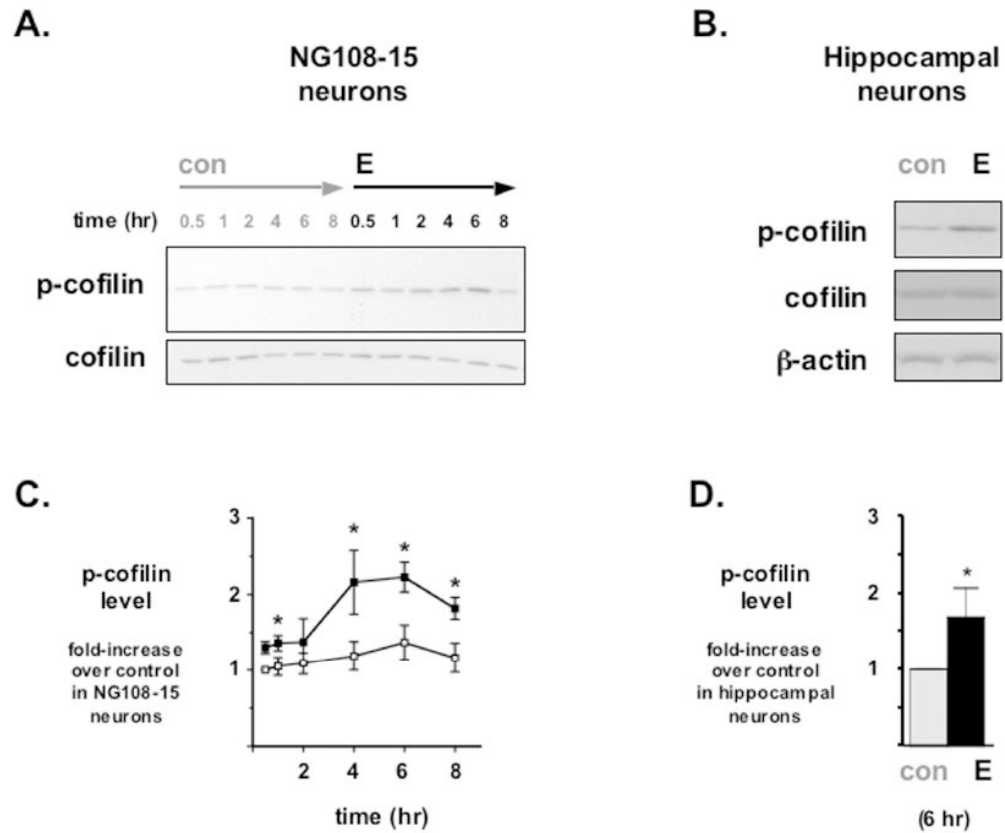 A.
NG108-15
neurons
con E
time (hr) 0.5 1 2 4 6 8 0.5 1 2 4 6 8
p-cofilin
cofilin
B.
Hippocampal
neurons
con E
p-cofilin
cofilin
β-actin
C.
3
2
1
p-cofilin
level
fold-increase
over control
in NG108-15
neurons
* * * *
2 4 6 8
time (hr)
D.
3
2
1
p-cofilin
level
fold-increase
over control
in hippocampal
neurons
*
con E
(6 hr)